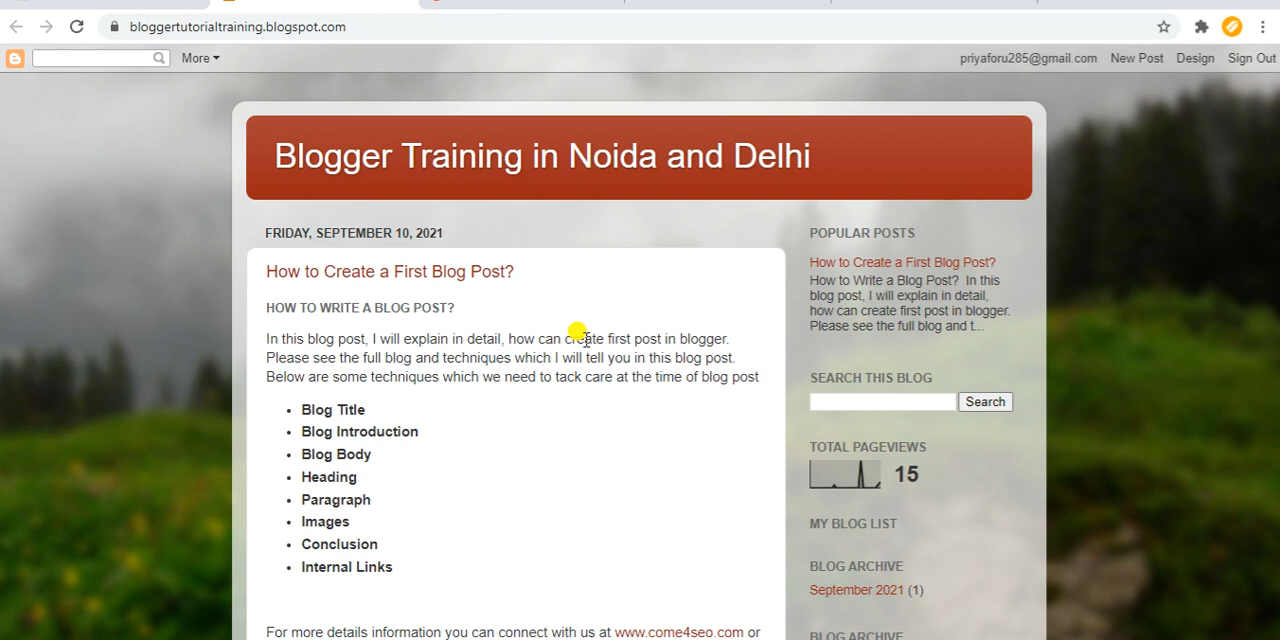 bloggertutorialtraining.blogspot.com
More
priyaforu285@gmail.com New Post Design Sign Out
Blogger Training in Noida and Delhi
FRIDAY, SEPTEMBER 10, 2021
How to Create a First Blog Post?
HOW TO WRITE A BLOG POST?
In this blog post, I will explain in detail, how can create first post in blogger.
Please see the full blog and techniques which I will tell you in this blog post.
Below are some techniques which we need to tack care at the time of blog post
• Blog Title
• Blog Introduction
• Blog Body
• Heading
• Paragraph
• Images
• Conclusion
• Internal Links
For more details information you can connect with us at www.come4seo.com or
POPULAR POSTS
How to Create a First Blog Post?
How to Write a Blog Post? In this
blog post, I will explain in detail,
how can create first post in blogger.
Please see the full blog and t...
SEARCH THIS BLOG
Search
TOTAL PAGEVIEWS
15
MY BLOG LIST
BLOG ARCHIVE
September 2021 (1)
BLOG ARCHIVE